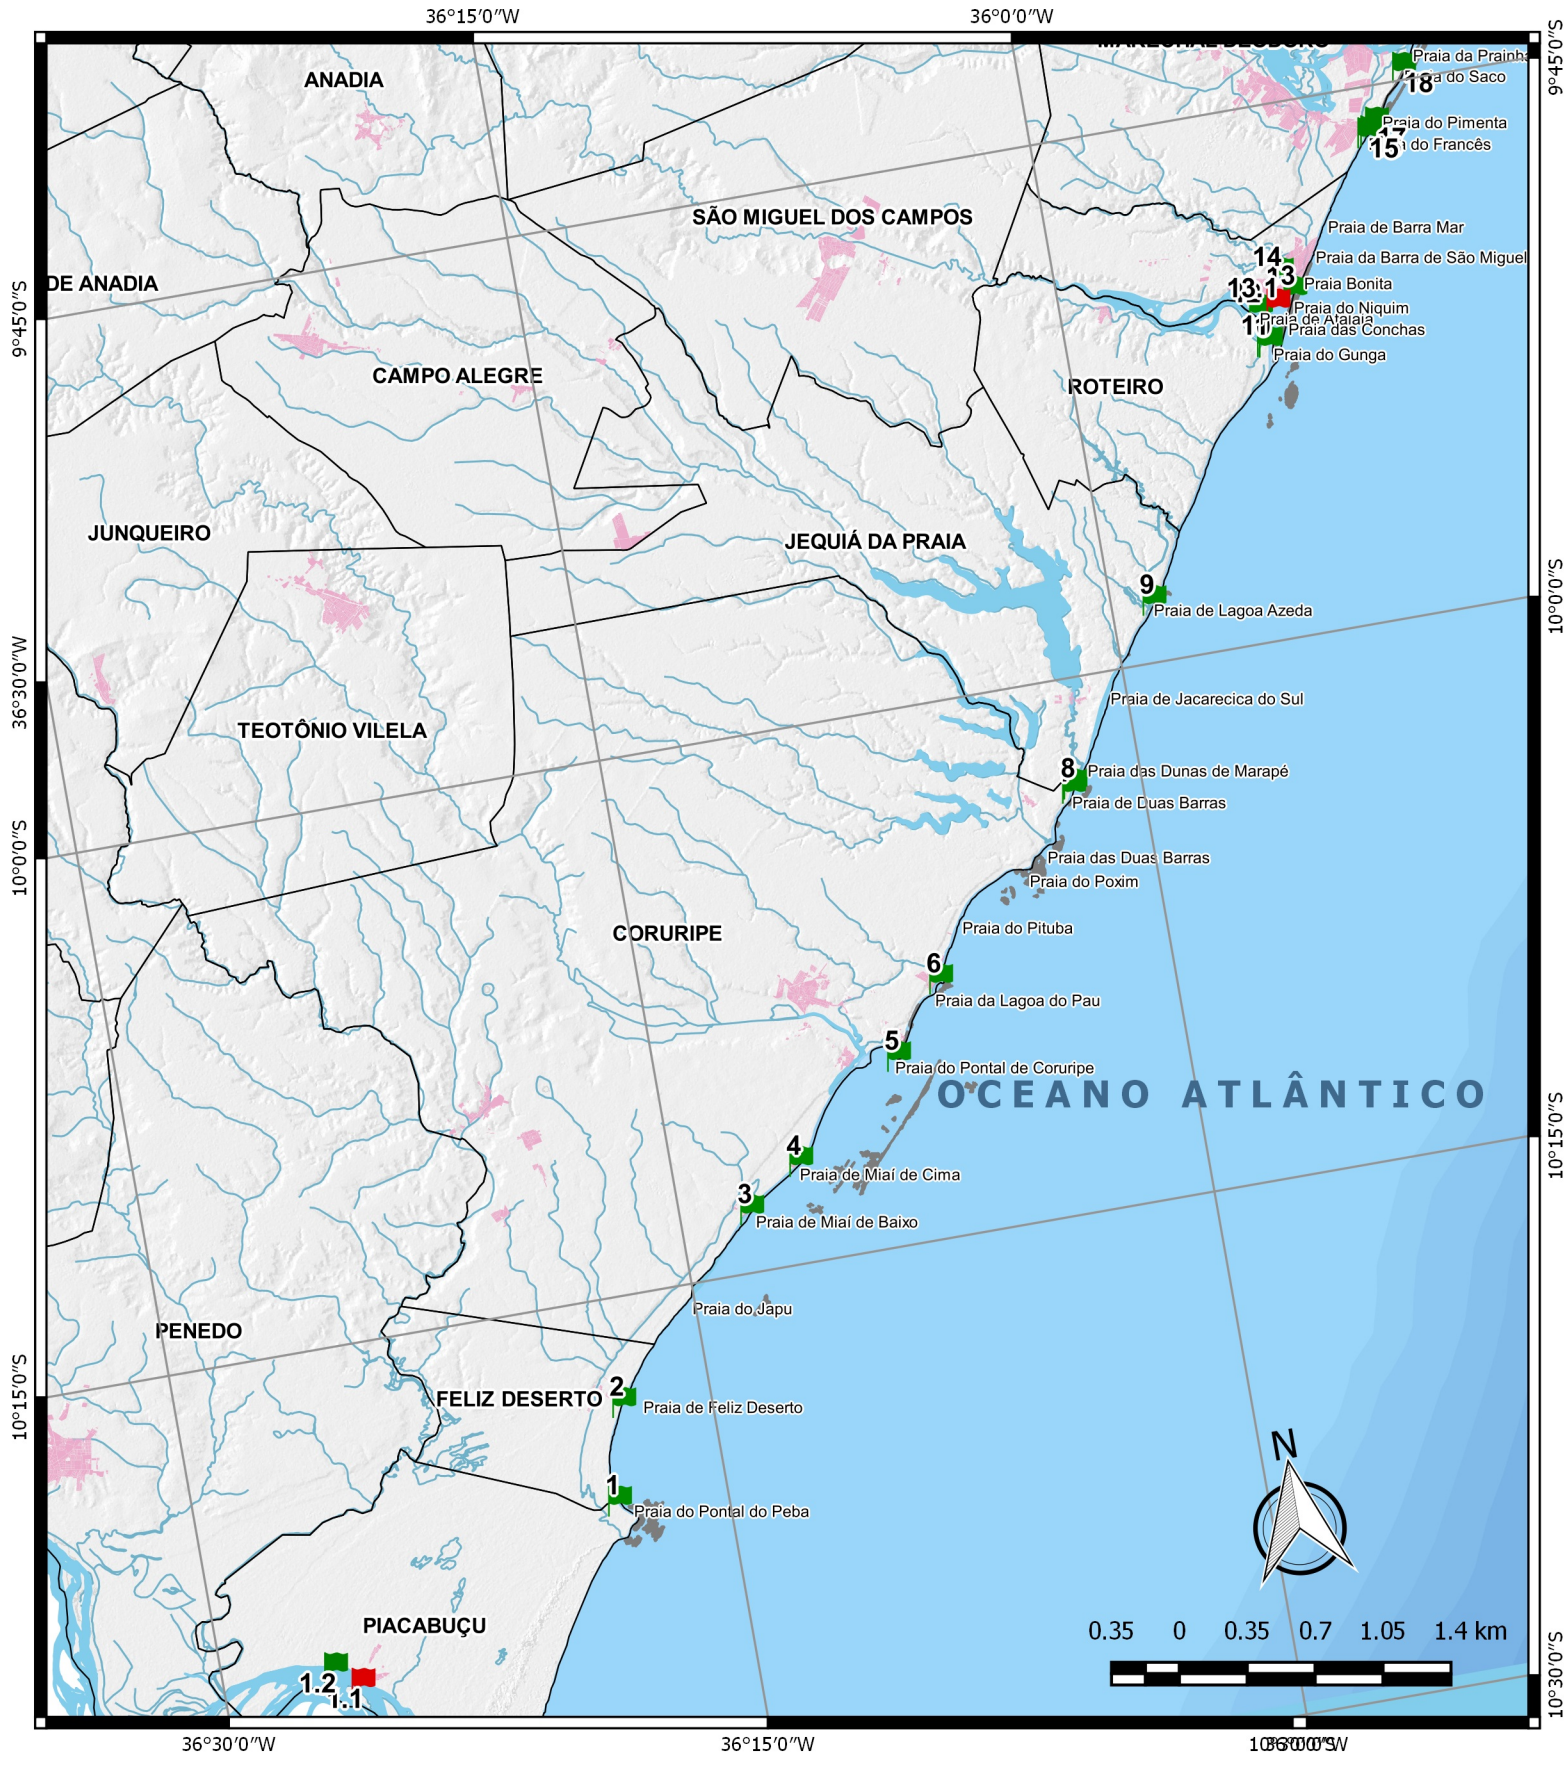 36°15'0''W
36°0'0''W
ANADIA
MARECHAL DEODORO
Praia da Prainha
Praia do Saco
18
9°45'0''S
Praia do Pimenta
17
15
Praia do Francês
SÃO MIGUEL DOS CAMPOS
Praia de Barra Mar
14
Praia da Barra de São Miguel
DE ANADIA
13
Praia Bonita
Praia do Niquim
Praia de Atalaia
Praia das Conchas
Praia do Gunga
9°45'0''S
CAMPO ALEGRE
ROTEIRO
JUNQUEIRO
JEQUIÁ DA PRAIA
9
Praia de Lagoa Azeda
10°0'0''S
36°30'0''W
Praia de Jacarecica do Sul
TEOTÔNIO VILELA
8
Praia das Dunas de Marapé
Praia de Duas Barras
10°0'0''S
Praia das Duas Barras
Praia do Poxim
CORURIPE
Praia do Pituba
6
Praia da Lagoa do Pau
5
Praia do Pontal de Coruripe
OCEANO ATLÂNTICO
10°15'0''S
4
Praia de Miaí de Cima
3
Praia de Miaí de Baixo
Praia do Japu
PENEDO
10°15'0''S
2
FELIZ DESERTO
Praia de Feliz Deserto
N
1
Praia do Pontal do Peba
PIACABUÇU
0.35 0 0.35 0.7 1.05 1.4 km
10°30'0''S
1.2
1.1
36°30'0''W
36°15'0''W